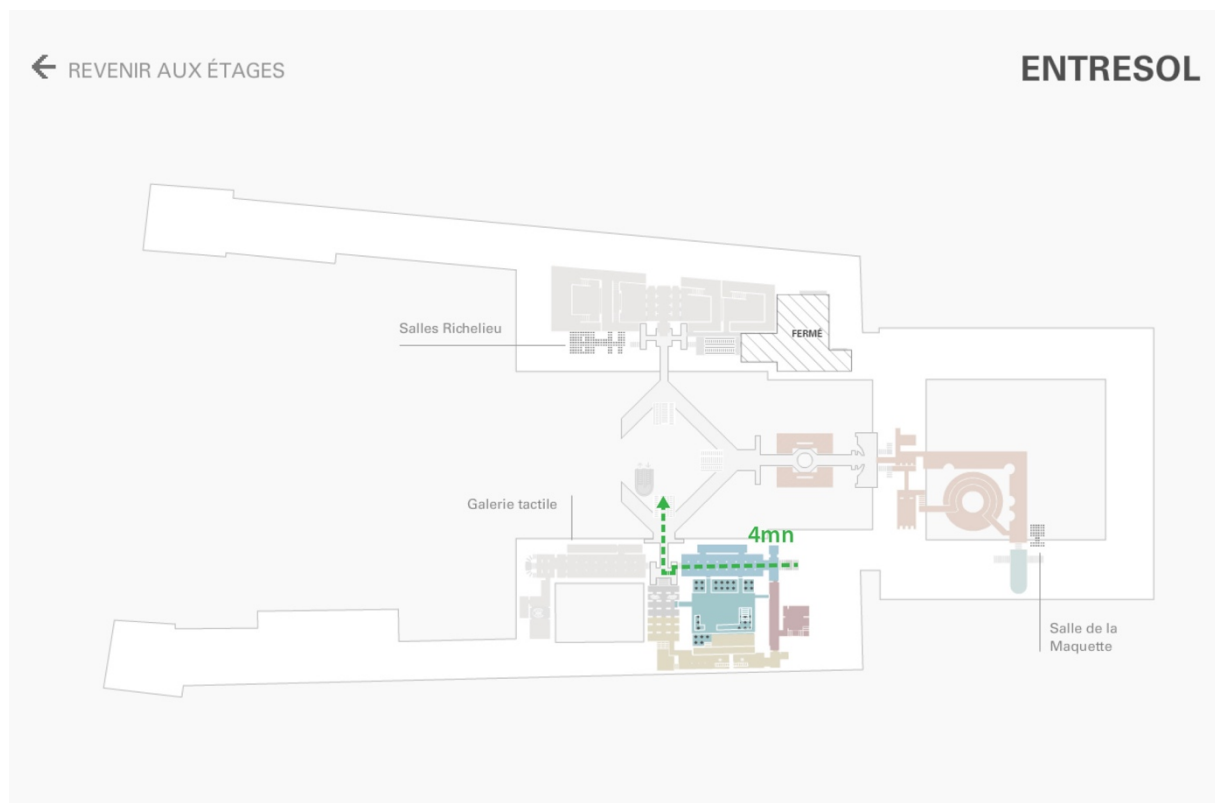 REVENIR AUX ÉTAGES
ENTRESOL
Salles Richelieu
FERMÉ
Galerie tactile
4mn
Salle de la
Maquette